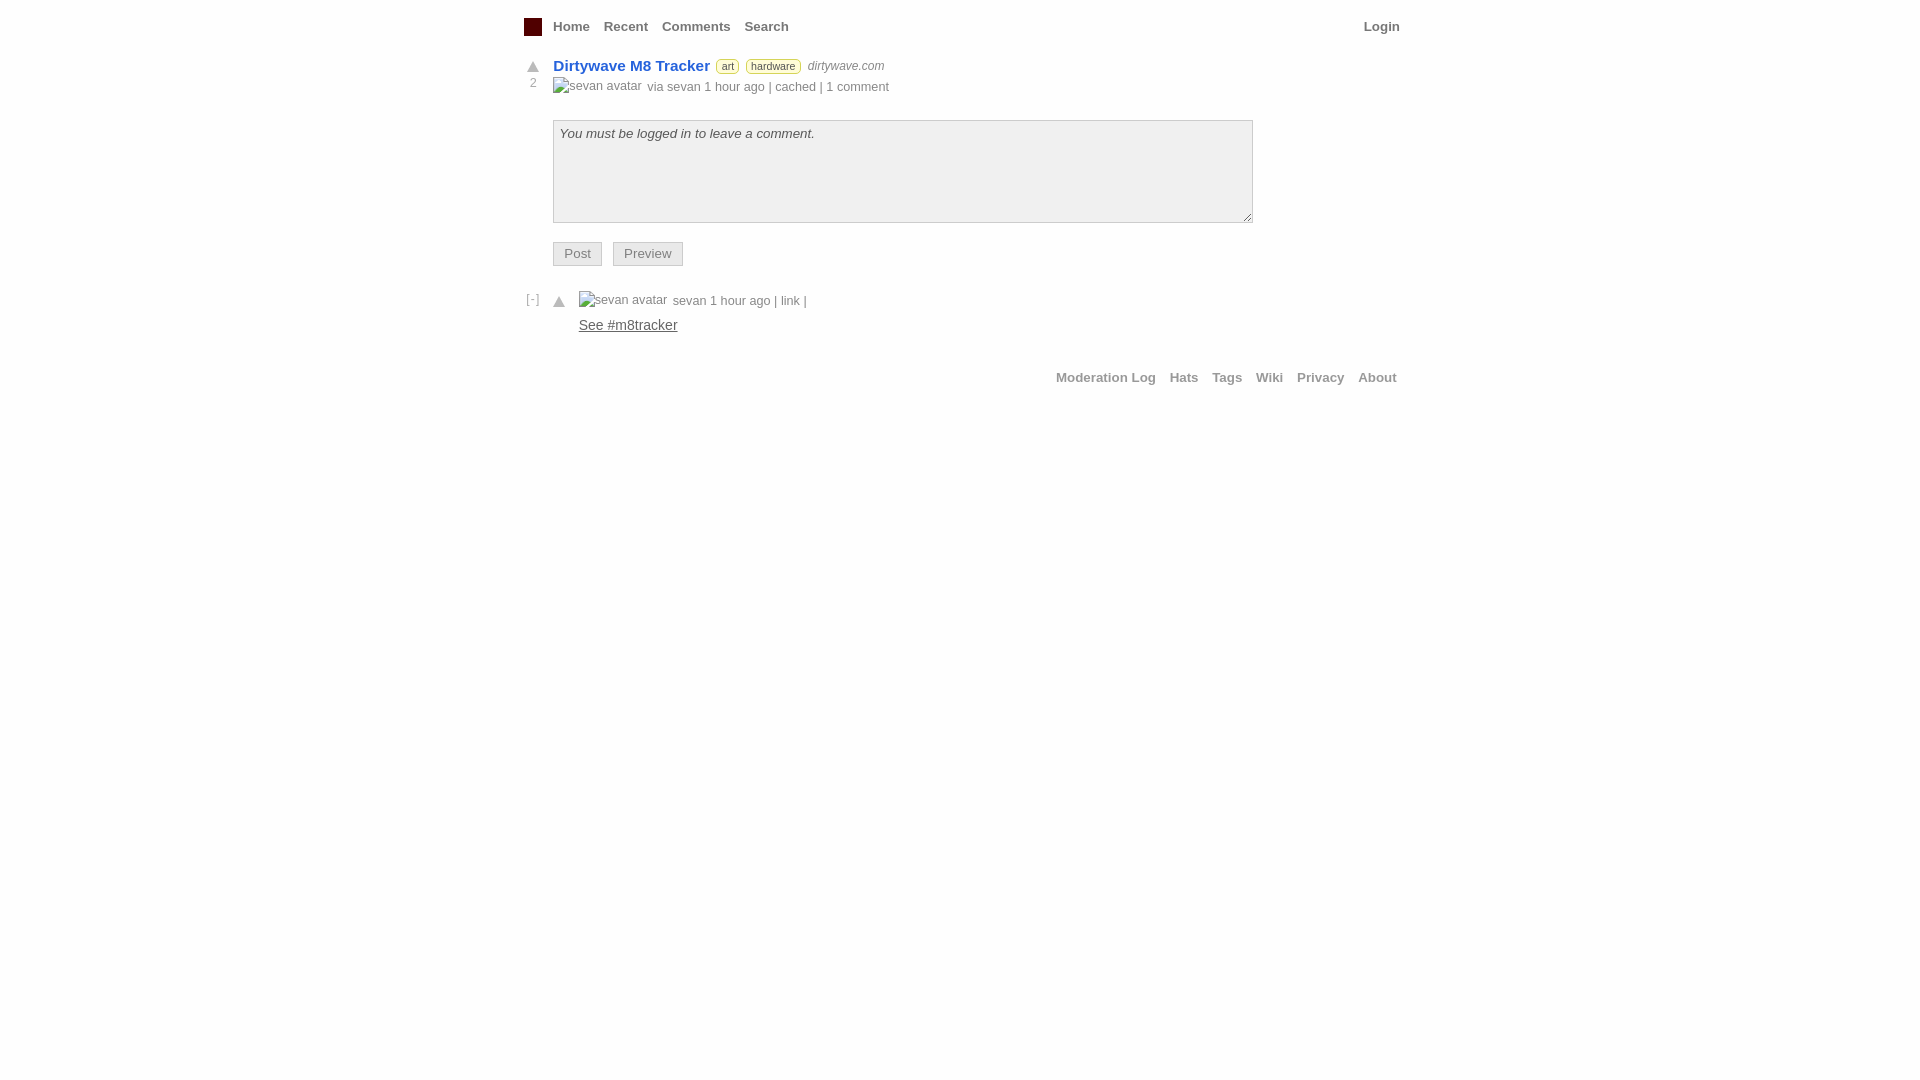 Home Recent Comments Search Login
Dirtywave M8 Tracker art hardware dirtywave.com
2
sevan avatar via sevan 1 hour ago | cached | 1 comment
You must be logged in to leave a comment.
Post Preview
[-] sevan avatar sevan 1 hour ago | link |
See #m8tracker
Moderation Log Hats Tags Wiki Privacy About